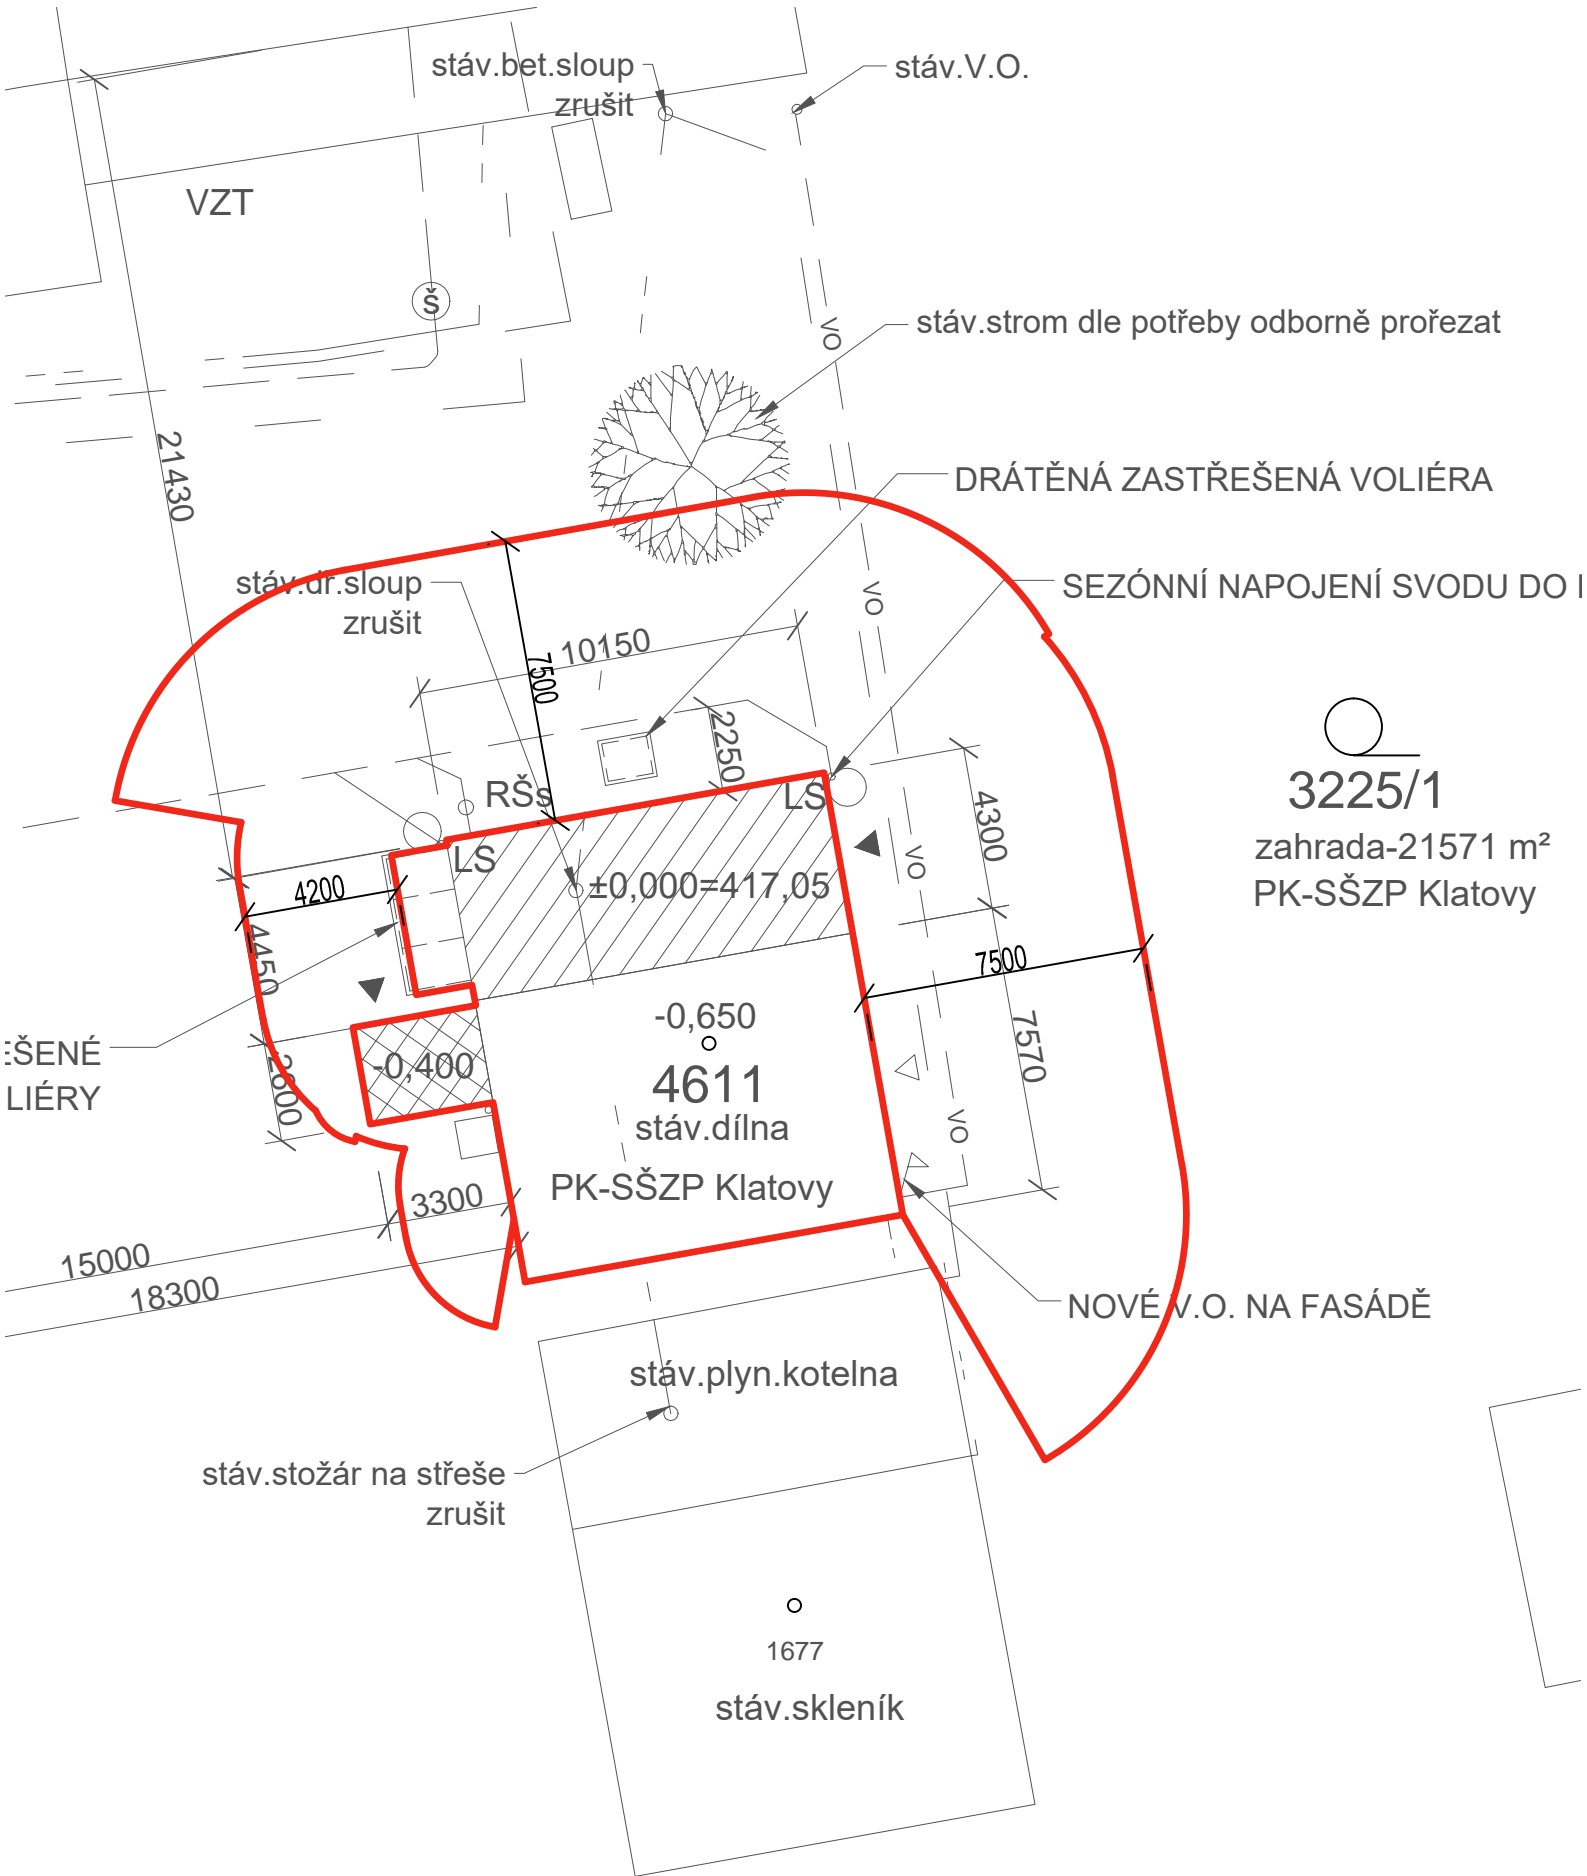 stáv.bet.sloup
zrušit
stáv.V.O.
VZT
Š
VO
stáv.strom dle potřeby odborně prořezat
21430
DRÁTĚNÁ ZASTŘEŠENÁ VOLIÉRA
stáv.dř.sloup
zrušit
VO
SEZÓNNÍ NAPOJENÍ SVODU DO
10150
7500
2250
RŠs
LS
4300
3225/1
zahrada-21571 m²
PK-SŠZP Klatovy
LS
4200
±0,000=417,05
VO
4450
7500
-0,650
7570
EŠENÉ
LIÉRY
2600
-0,400
4611
stáv.dílna
VO
PK-SŠZP Klatovy
3300
15000
18300
NOVÉ V.O. NA FASÁDĚ
stáv.plyn.kotelna
stáv.stožár na střeše
zrušit
1677
stáv.skleník